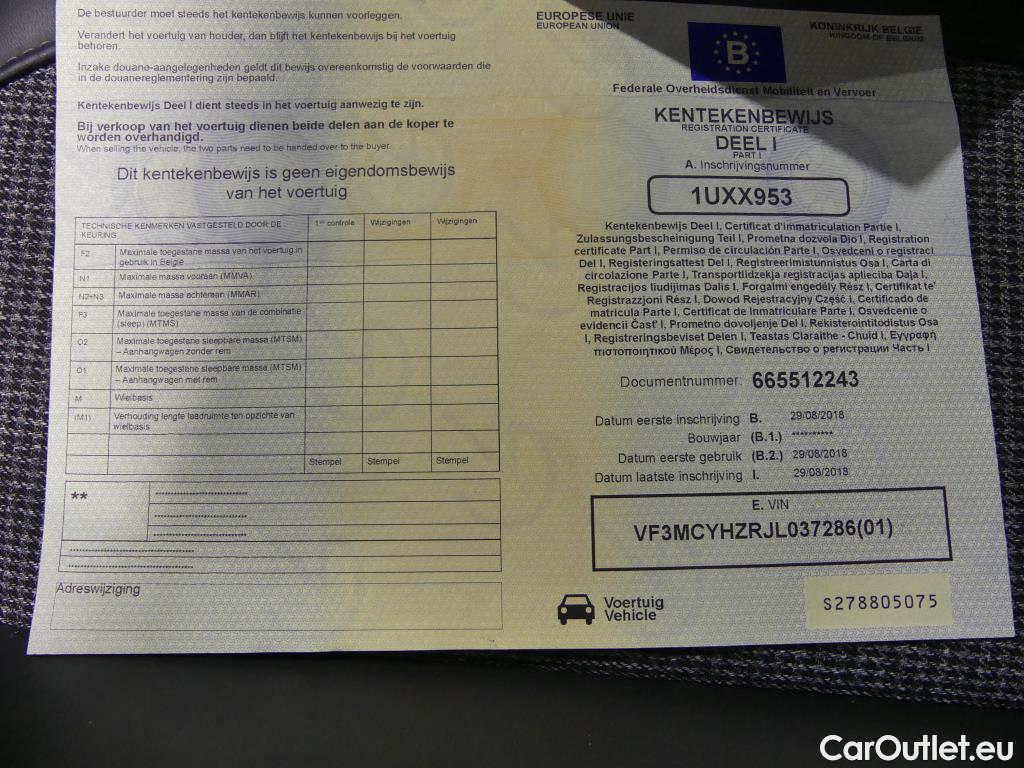 De bestuurder moet steeds het kentekenbewijs kunnen voorleggen.
Verandert het voertuig van houder, dan blijft het kentekenbewijs bij het voertuig
behoren.
Inzake douane-aangelegenheden geldt dit bewijs overeenkomstig de voorwaarden die
in de douanereglementering zijn bepaald.
Kentekenbewijs Deel I dient steeds in het voertuig aanwezig te zijn.
Bij verkoop van het voertuig dienen beide delen aan de koper te
worden overhandigd.
When selling the vehicle, the two parts need to be handed over to the buyer.
Dit kentekenbewijs is geen eigendomsbewijs
van het voertuig
TECHNISCHE KENMERKEN VASTGESTELD DOOR DE
KEURING
1ste controle
Wijzigingen
Wijzigingen
F2 Maximale toegestane massa van het voertuig in
gebruik in België
N1 Maximale massa vooraan (MMVA)
N2+N3 Maximale massa achteraan (MMAR)
F3 Maximale toegestane massa van de combinatie
(sleep) (MTMS)
O2 Maximale toegestane sleepbare massa (MTSM)
– Aanhangwagen zonder rem
O1 Maximale toegestane sleepbare massa (MTSM)
– Aanhangwagen met rem
M Wielbasis
(M1) Verhouding lengte laadruimte ten opzichte van
wielbasis
Stempel Stempel Stempel
**
Adreswijziging
EUROPESE UNIE
EUROPEAN UNION
B
KONINKRIJK BELGIE
KINGDOM OF BELGIUM
Federale Overheidsdienst Mobiliteit en Vervoer
KENTEKENBEWIJS
REGISTRATION CERTIFICATE
DEEL I
PART I
A. Inschrijvingsnummer
1UXX953
Kentekenbewijs Deel I, Certificat d'immatriculation Partie I,
Zulassungsbescheinigung Teil I, Prometna dozvola Dio I, Registration
certificate Part I, Permiso de circulación Parte I, Osvedčeni o registraci
Del I, Registeringsattest Del I, Registreerimistunnistus Osa I, Carta di
circolazione Parte I, Transportlidzekja registracijas apliecība Daļa I,
Registracijos liudijimas Dalis I, Forgalmi engedély Rész I, Certifikat te'
Registrazzjoni Rész I, Dowod Rejestracyjny Część I, Certificado de
matricula Parte I, Certificat de Inmatriculare Parte I, Osvedcenie o
evidencii Časť I, Prometno dovoljenje Del I, Rekisterointitodistus Osa
I, Registreringsbeviset Delen I, Teastas Claraithe - Chuid I, Εγγραφή
πιστοποιητικού Μέρος I, Свидетельство о регистрации Часть I
Documentnummer: 665512243
Datum eerste inschrijving B. 29/08/2018
Bouwjaar (B.1.) **********
Datum eerste gebruik (B.2.) 29/08/2018
Datum laatste inschrijving I. 29/08/2018
E. VIN
VF3MCYHZRJL037286(01)
Voertuig
Vehicle
S278805075
CarOutlet.eu